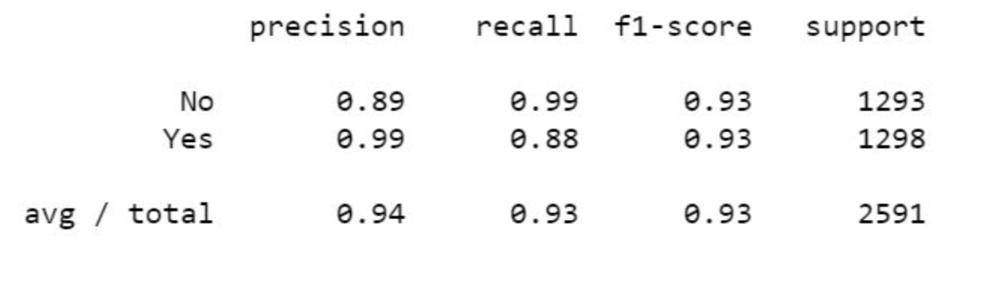 precision recall f1-score support
No 0.89 0.99 0.93 1293
Yes 0.99 0.88 0.93 1298
avg / total 0.94 0.93 0.93 2591